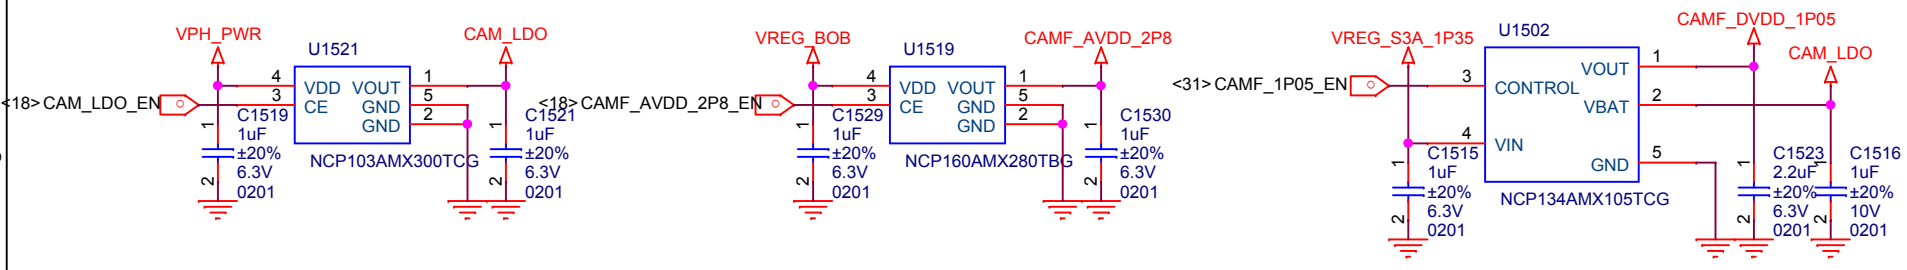 VPH_PWR
U1521
CAM_LDO
4
VDD
VOUT
1
3
CE
GND
5
GND
2
<18>CAM_LDO_EN
1
C1519
1uF
±20%
6.3V
0201
2
NCP103AMX300TCG
1
C1521
1uF
±20%
6.3V
0201
2
VREG_BOB
U1519
CAMF_AVDD_2P8
4
VDD
VOUT
1
3
CE
GND
5
GND
2
<18>CAMF_AVDD_2P8_EN
1
C1529
1uF
±20%
6.3V
0201
2
NCP160AMX280TBG
1
C1530
1uF
±20%
6.3V
0201
2
VREG_S3A_1P35
U1502
CAMF_DVDD_1P05
CAM_LDO
<31>CAMF_1P05_EN
3
CONTROL
VOUT
1
VBAT
2
4
VIN
GND
5
NCP134AMX105TCG
1
C1515
1uF
±20%
6.3V
0201
2
1
C1523
2.2uF
±20%
6.3V
0201
2
1
C1516
1uF
±20%
10V
0201
2